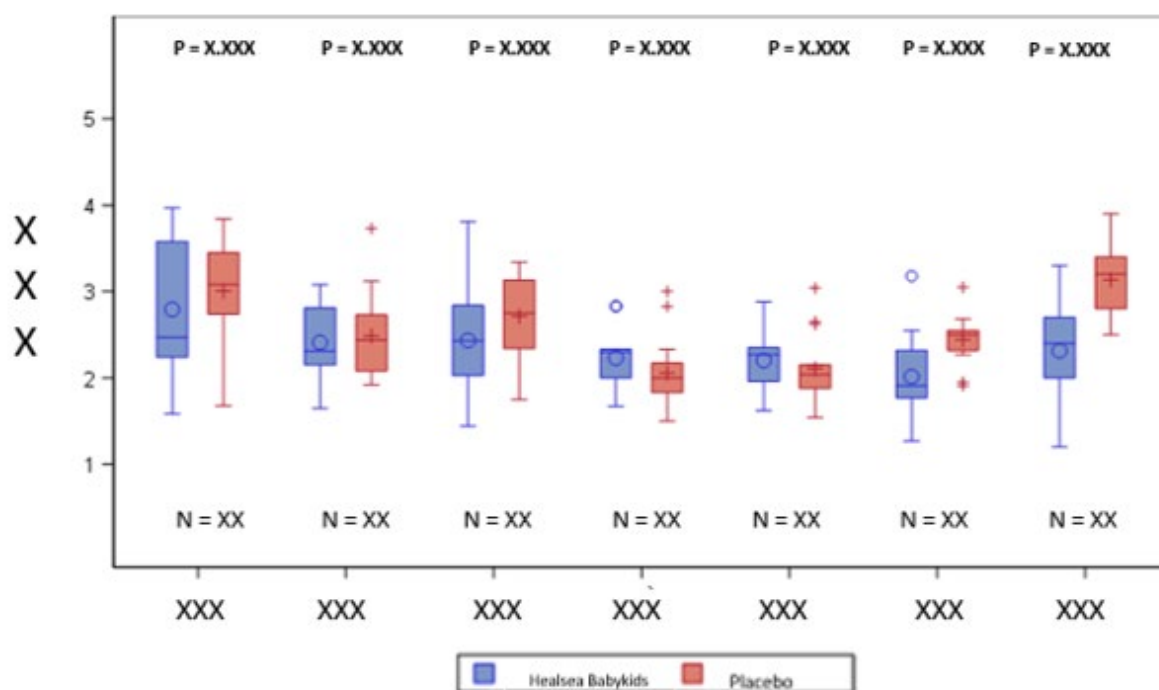 P = X.XXX P = X.XXX P = X.XXX P = X.XXX P = X.XXX P = X.XXX P = X.XXX
5
4
X
3
X
X
2
1
N = XX N = XX N = XX N = XX N = XX N = XX N = XX
XXX XXX XXX XXX XXX XXX XXX
Healsea Babykids Placebo